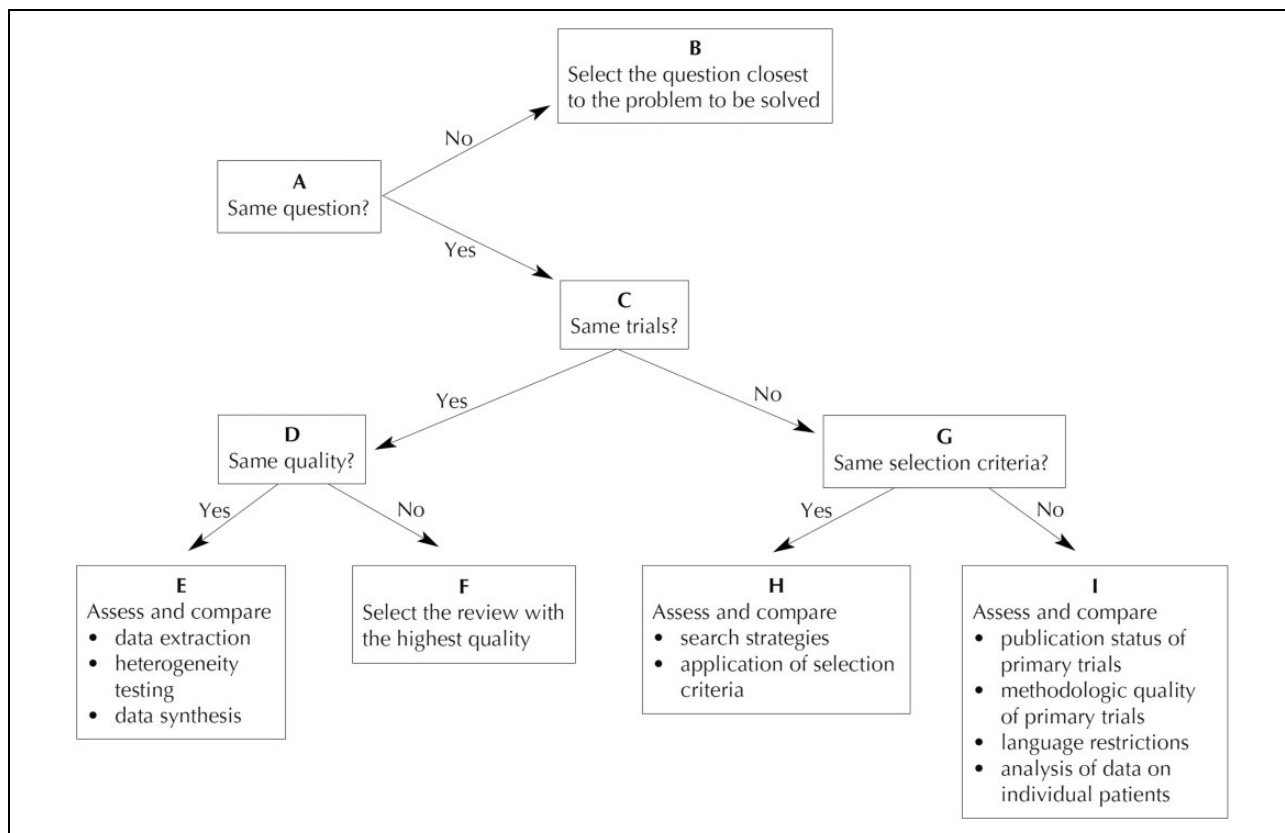 B
Select the question closest
to the problem to be solved
No
A
Same question?
Yes
C
Same trials?
Yes
No
D
Same quality?
G
Same selection criteria?
Yes
No
Yes
No
E
Assess and compare
• data extraction
• heterogeneity
testing
• data synthesis
F
Select the review with
the highest quality
H
Assess and compare
• search strategies
• application of selection
criteria
I
Assess and compare
• publication status of
primary trials
• methodologic quality
of primary trials
• language restrictions
• analysis of data on
individual patients